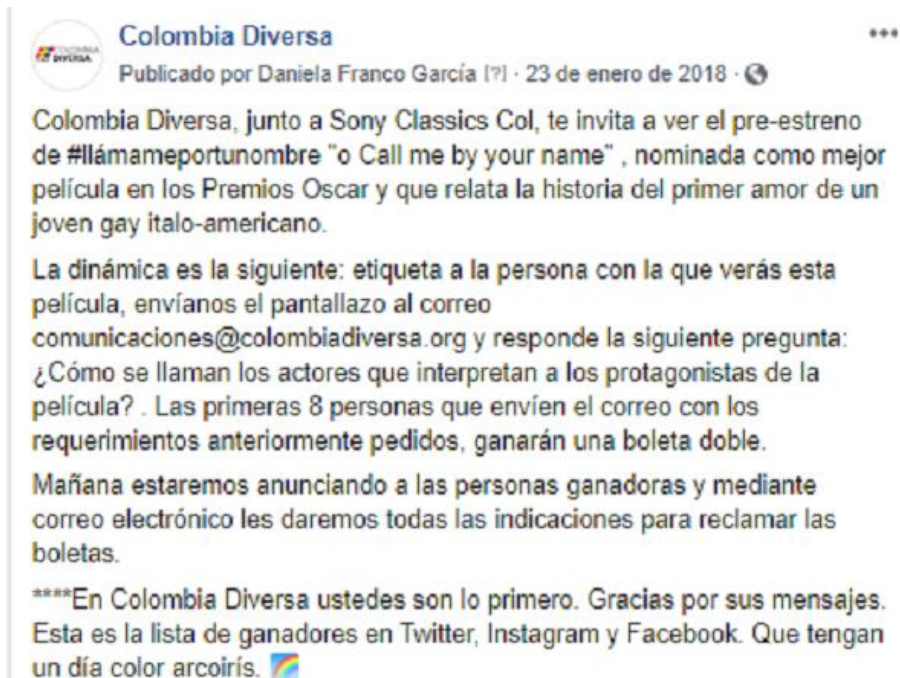 Colombia Diversa
Publicado por Daniela Franco García [?] · 23 de enero de 2018 ·
COLOMBIA
DIVERSA
Colombia Diversa, junto a Sony Classics Col, te invita a ver el pre-estreno
de #llámameportunombre "o Call me by your name" , nominada como mejor
película en los Premios Oscar y que relata la historia del primer amor de un
joven gay italo-americano.
La dinámica es la siguiente: etiqueta a la persona con la que verás esta
película, envíanos el pantallazo al correo
comunicaciones@colombiadiversa.org y responde la siguiente pregunta:
¿Cómo se llaman los actores que interpretan a los protagonistas de la
película? . Las primeras 8 personas que envíen el correo con los
requerimientos anteriormente pedidos, ganarán una boleta doble.
Mañana estaremos anunciando a las personas ganadoras y mediante
correo electrónico les daremos todas las indicaciones para reclamar las
boletas.
****En Colombia Diversa ustedes son lo primero. Gracias por sus mensajes.
Esta es la lista de ganadores en Twitter, Instagram y Facebook. Que tengan
un día color arcoirís. 🌈